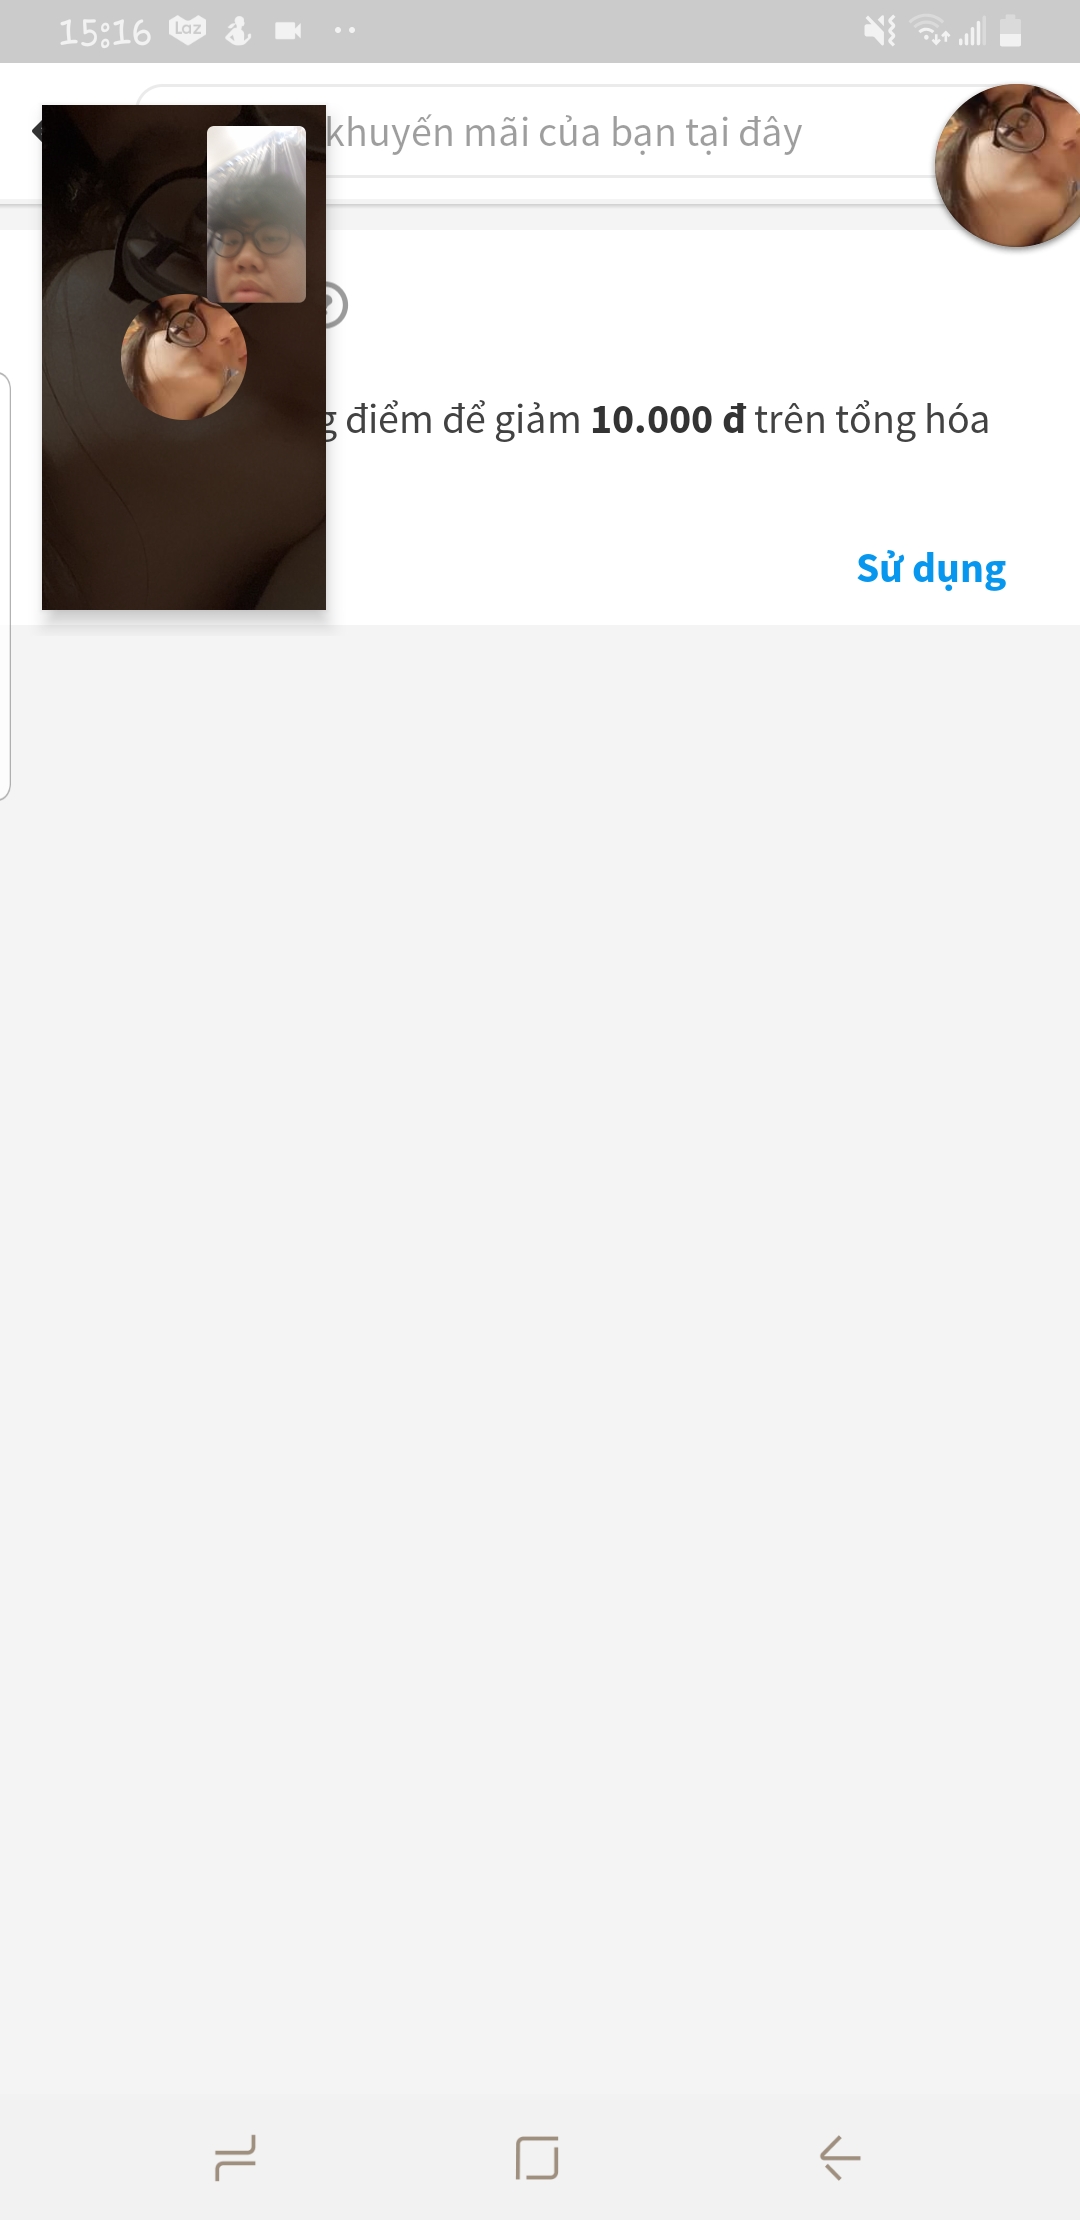 15:16
Laz
khuyến mãi của bạn tại đây
điểm để giảm 10.000 đ trên tổng hóa
Sử dụng